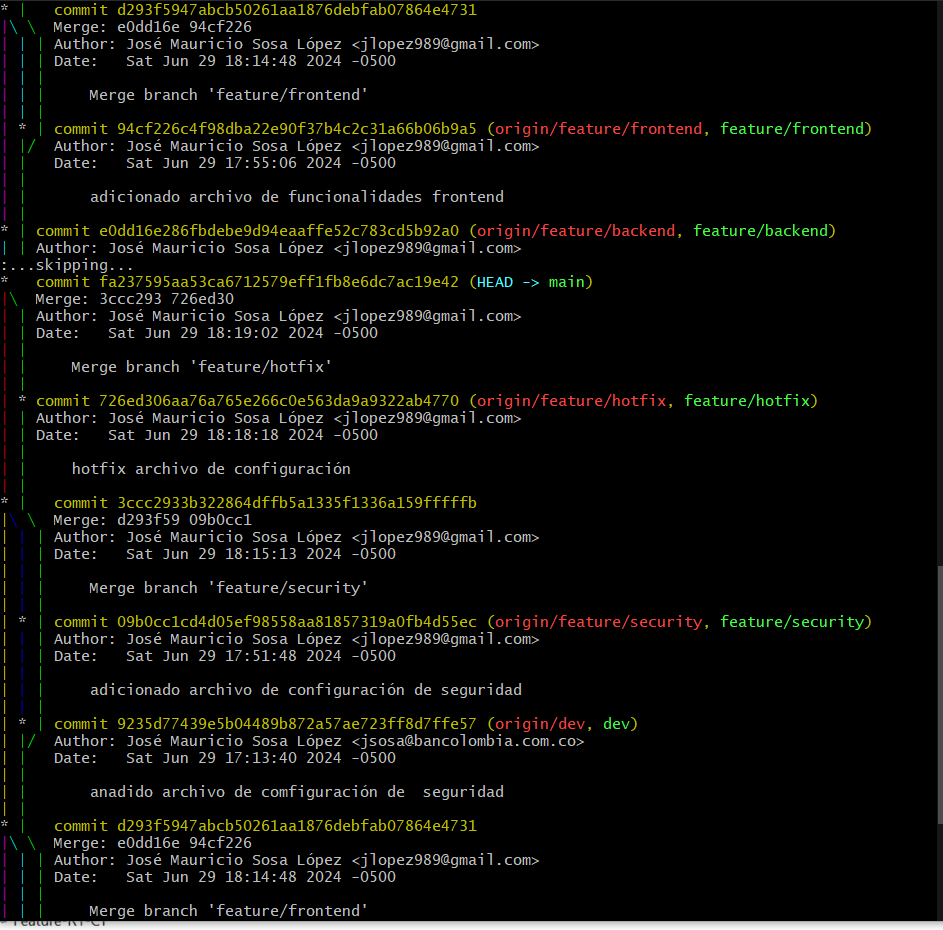 * |   commit d293f5947abcb50261aa1876debfab07864e4731
|\ \  Merge: e0dd16e 94cf226
| | | Author: José Mauricio Sosa López <jlopez989@gmail.com>
| | | Date:   Sat Jun 29 18:14:48 2024 -0500
| | |
| | |     Merge branch 'feature/frontend'
| | |
| * | commit 94cf226c4f98dba22e90f37b4c2c31a66b06b9a5 (origin/feature/frontend, feature/frontend)
| |/  Author: José Mauricio Sosa López <jlopez989@gmail.com>
| |   Date:   Sat Jun 29 17:55:06 2024 -0500
| |
| |       adicionado archivo de funcionalidades frontend
| |
* | commit e0dd16e286fbdebe9d94eaaffe52c783cd5b92a0 (origin/feature/backend, feature/backend)
| | Author: José Mauricio Sosa López <jlopez989@gmail.com>
:...skipping...
*   commit fa237595aa53ca6712579eff1fb8e6dc7ac19e42 (HEAD -> main)
|\  Merge: 3ccc293 726ed30
| | Author: José Mauricio Sosa López <jlopez989@gmail.com>
| | Date:   Sat Jun 29 18:19:02 2024 -0500
| |
| |     Merge branch 'feature/hotfix'
| |
| * commit 726ed306aa76a765e266c0e563da9a9322ab4770 (origin/feature/hotfix, feature/hotfix)
| | Author: José Mauricio Sosa López <jlopez989@gmail.com>
| | Date:   Sat Jun 29 18:18:18 2024 -0500
| |
| |     hotfix archivo de configuración
| |
* |   commit 3ccc2933b322864dffb5a1335f1336a159fffffb
|\ \  Merge: d293f59 09b0cc1
| | | Author: José Mauricio Sosa López <jlopez989@gmail.com>
| | | Date:   Sat Jun 29 18:15:13 2024 -0500
| | |
| | |     Merge branch 'feature/security'
| | |
| * | commit 09b0cc1cd4d05ef98558aa81857319a0fb4d55ec (origin/feature/security, feature/security)
| | | Author: José Mauricio Sosa López <jlopez989@gmail.com>
| | | Date:   Sat Jun 29 17:51:48 2024 -0500
| | |
| | |     adicionado archivo de configuración de seguridad
| | |
| * | commit 9235d77439e5b04489b872a57ae723ff8d7ffe57 (origin/dev, dev)
| |/  Author: José Mauricio Sosa López <jsosa@bancolombia.com.co>
| |   Date:   Sat Jun 29 17:13:40 2024 -0500
| |
| |       anadido archivo de comfiguración de  seguridad
| |
* |   commit d293f5947abcb50261aa1876debfab07864e4731
|\ \  Merge: e0dd16e 94cf226
| | | Author: José Mauricio Sosa López <jlopez989@gmail.com>
| | | Date:   Sat Jun 29 18:14:48 2024 -0500
| | |
| | |     Merge branch 'feature/frontend'